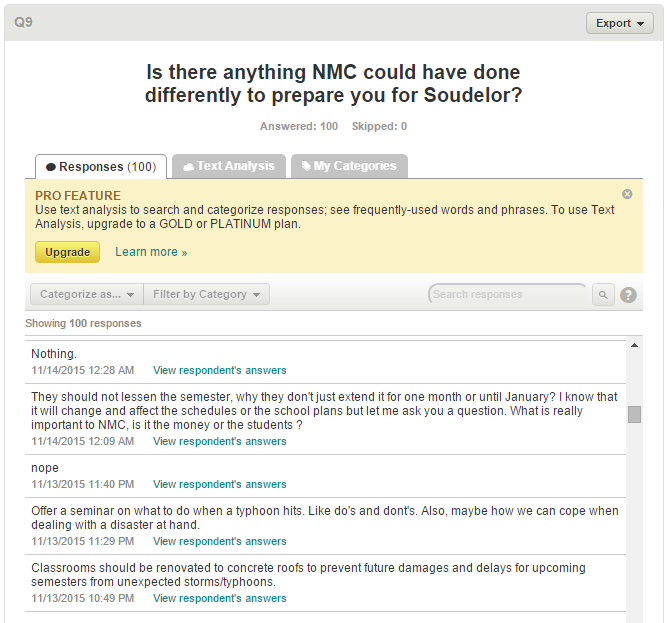 Q9
Export
Is there anything NMC could have done
differently to prepare you for Soudelor?
Answered: 100 Skipped: 0
Responses (100) Text Analysis My Categories
PRO FEATURE
Use text analysis to search and categorize responses; see frequently-used words and phrases. To use Text
Analysis, upgrade to a GOLD or PLATINUM plan.
Upgrade Learn more »
Categorize as... Filter by Category Search responses ?
Showing 100 responses
Nothing.
11/14/2015 12:28 AM View respondent's answers
They should not lessen the semester, why they don't just extend it for one month or until January? I know that
it will change and affect the schedules or the school plans but let me ask you a question. What is really
important to NMC, is it the money or the students ?
11/14/2015 12:09 AM View respondent's answers
nope
11/13/2015 11:40 PM View respondent's answers
Offer a seminar on what to do when a typhoon hits. Like do's and dont's. Also, maybe how we can cope when
dealing with a disaster at hand.
11/13/2015 11:29 PM View respondent's answers
Classrooms should be renovated to concrete roofs to prevent future damages and delays for upcoming
semesters from unexpected storms/typhoons.
11/13/2015 10:49 PM View respondent's answers